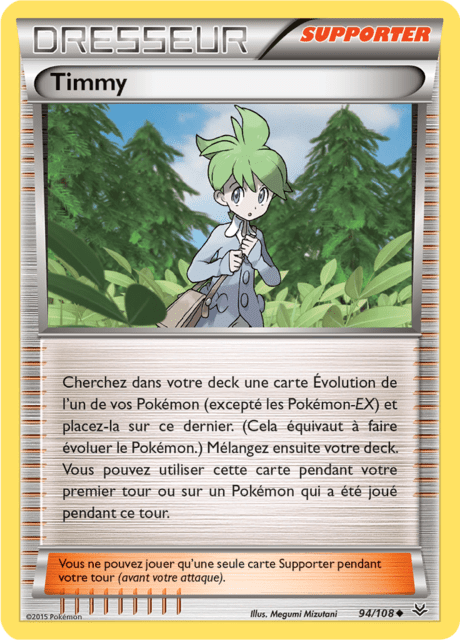 DRESSEUR
SUPPORTER
Timmy
Cherchez dans votre deck une carte Évolution de
l'un de vos Pokémon (excepté les Pokémon-EX) et
placez-la sur ce dernier. (Cela équivaut à faire
évoluer le Pokémon.) Mélangez ensuite votre deck.
Vous pouvez utiliser cette carte pendant votre
premier tour ou sur un Pokémon qui a été joué
pendant ce tour.
Vous ne pouvez jouer qu'une seule carte Supporter pendant
votre tour (avant votre attaque).
©2015 Pokémon
Illus. Megumi Mizutani
94/108